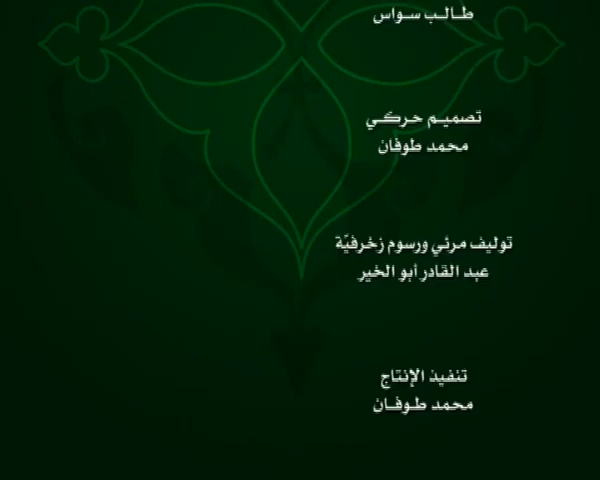 طالب سواس
تصميم حركي
محمد طوفان
توليف مرئي ورسوم زخرفيّة
عبد القادر أبو الخير
تنفيذ الإنتاج
محمد طوفان